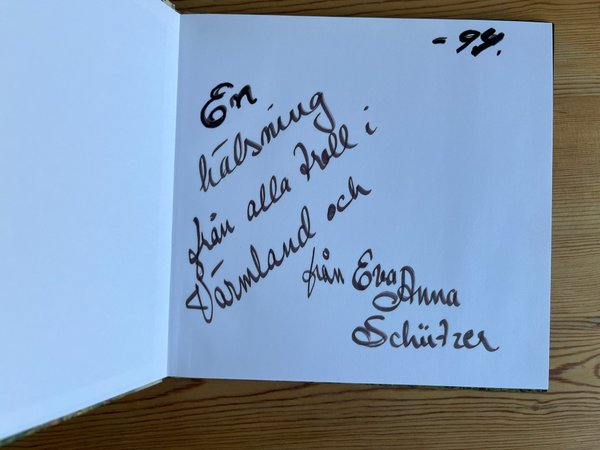 - 94.
En
hälsning
från alla troll i
Värmland och
från Eva Anna
Schützer